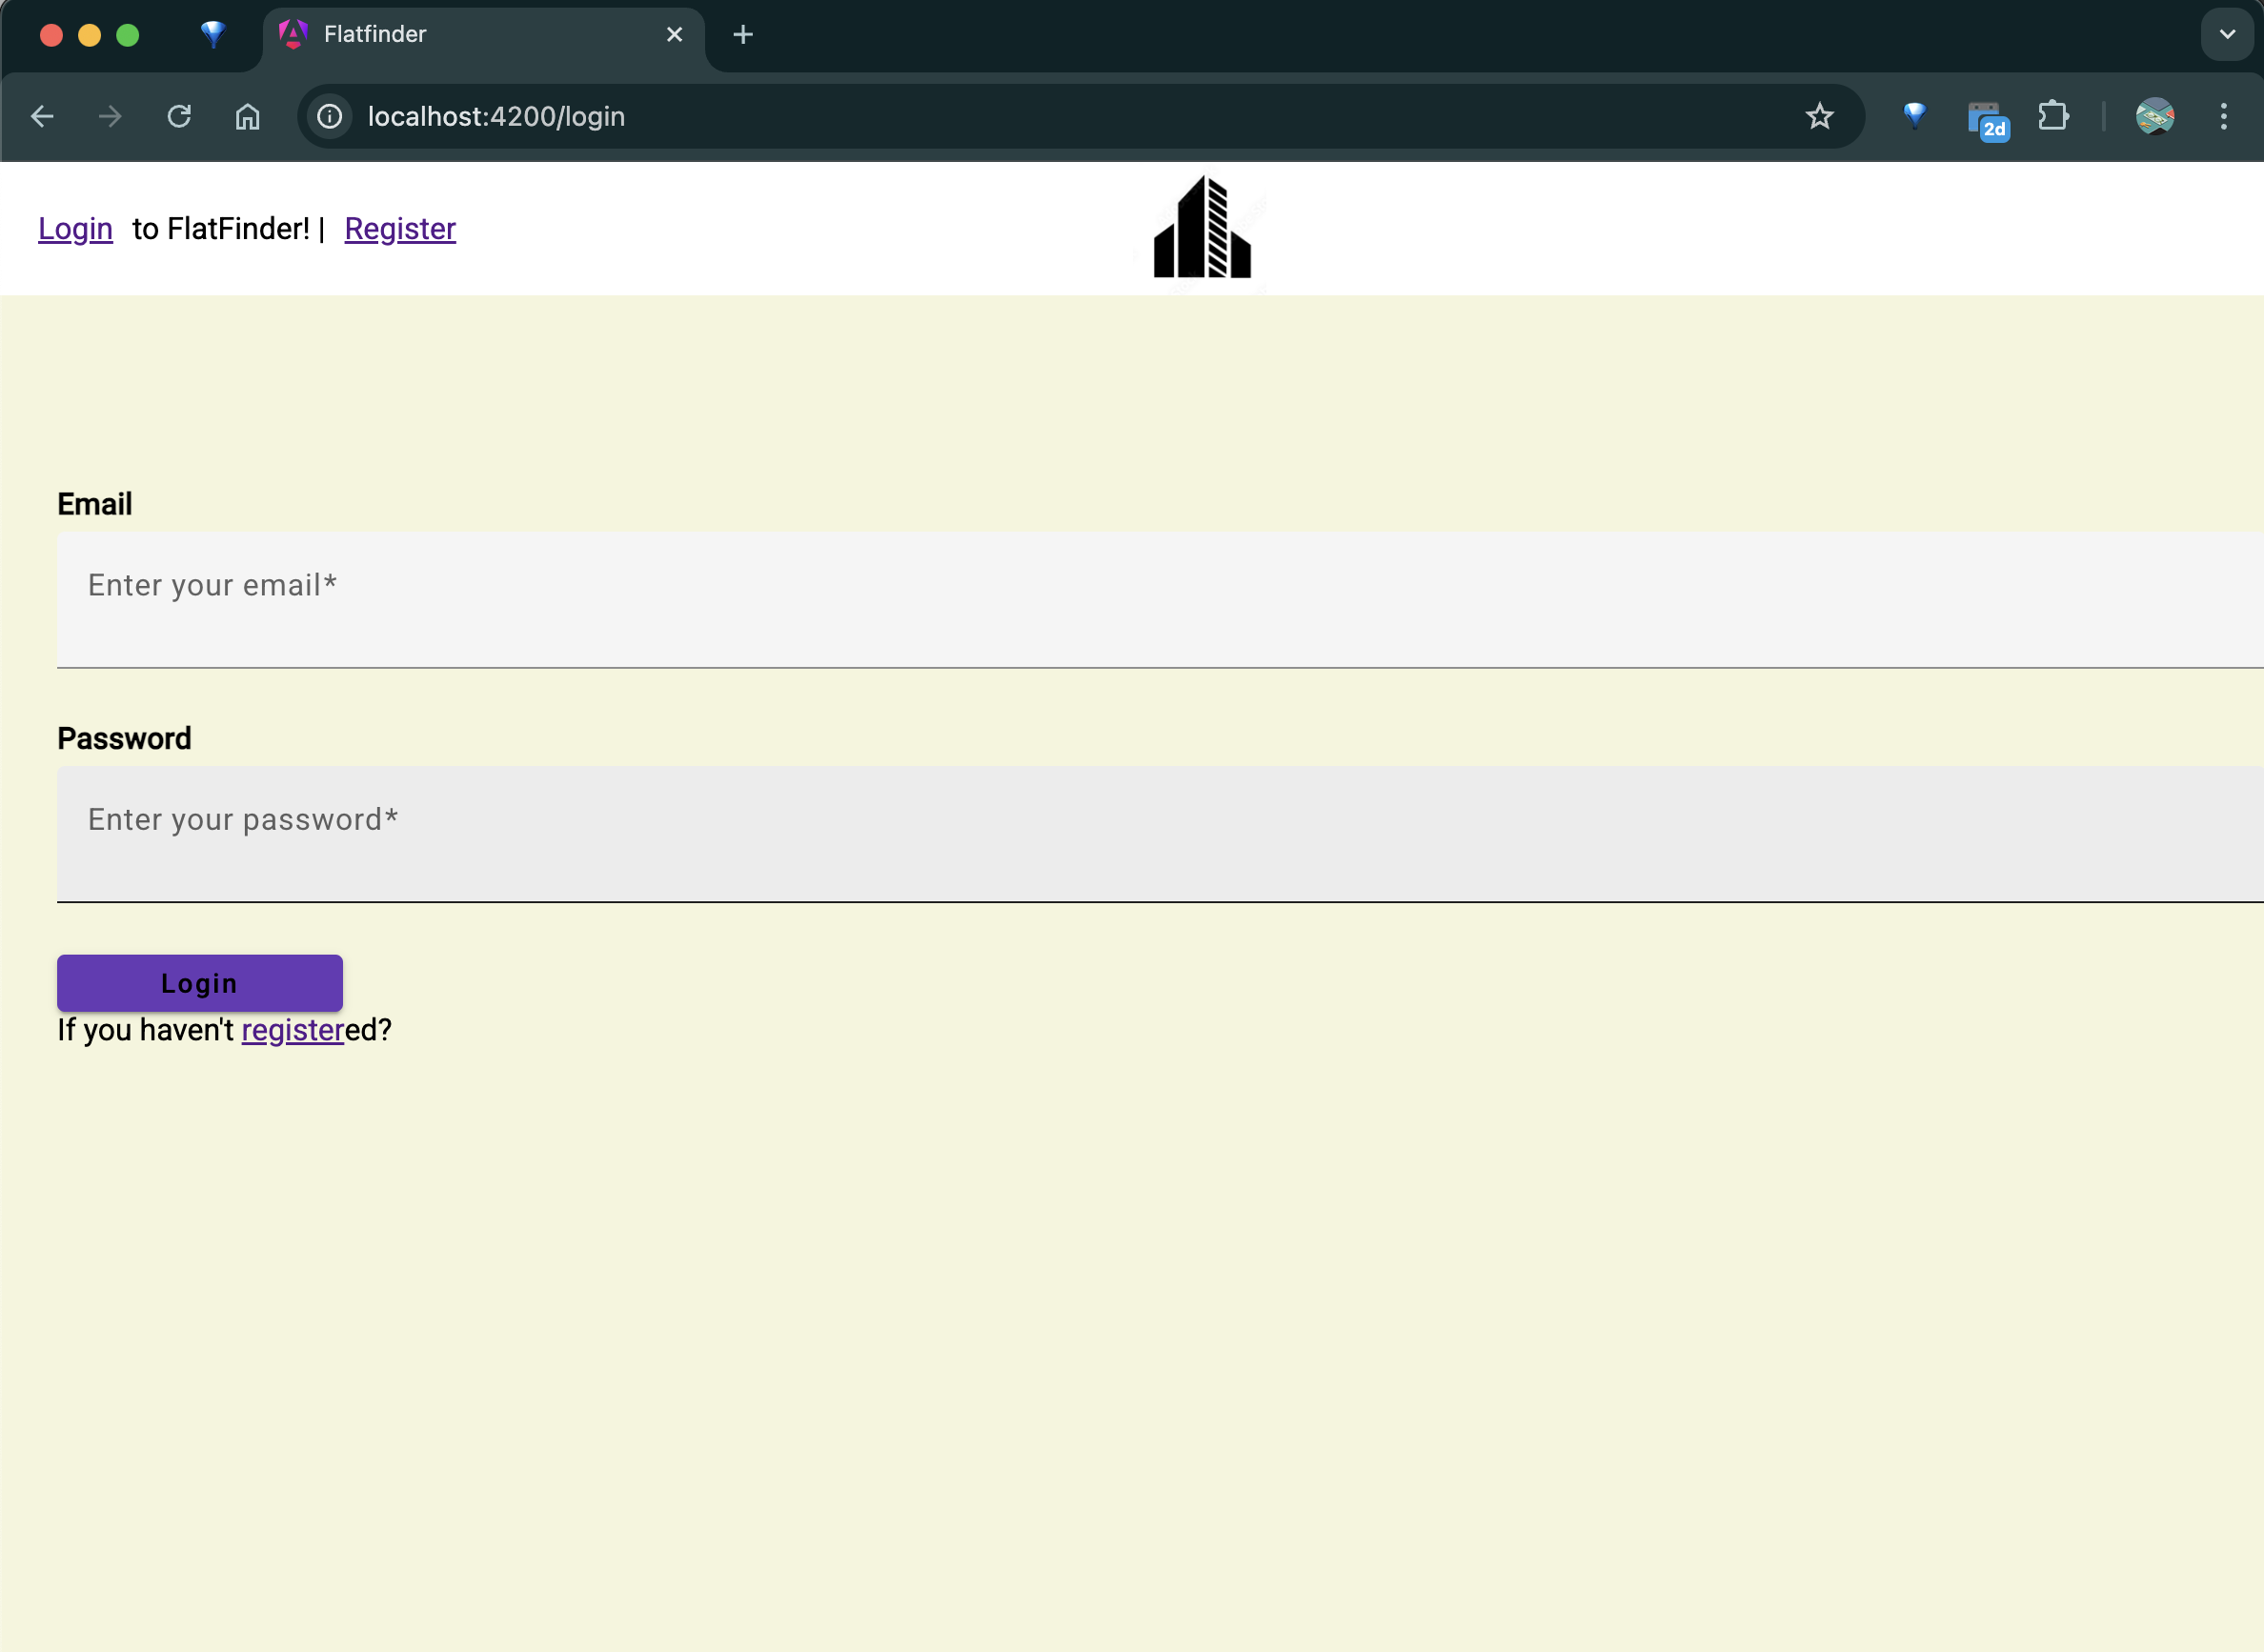 Flatfinder
localhost:4200/login
2d
Login to FlatFinder! | Register
Email
Enter your email*
Password
Enter your password*
Login
If you haven't registered?